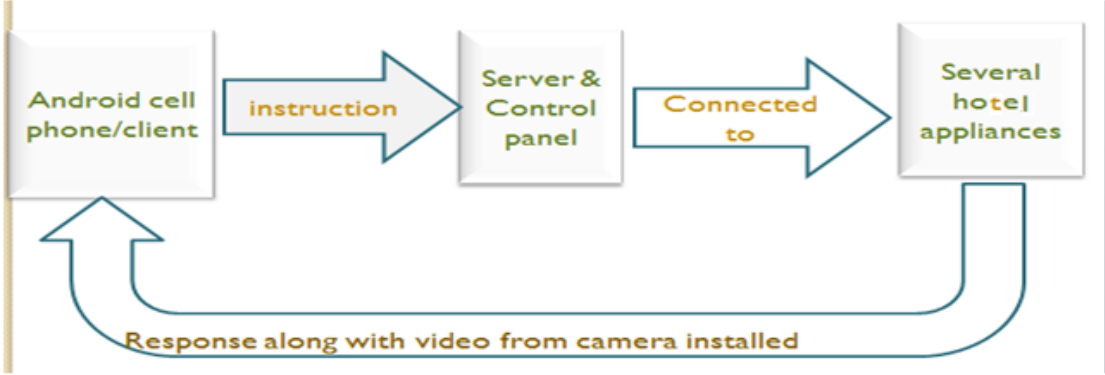 Android cell
phone/client
instruction
Server &
Control
panel
Connected
to
Several
hotel
appliances
Response along with video from camera installed